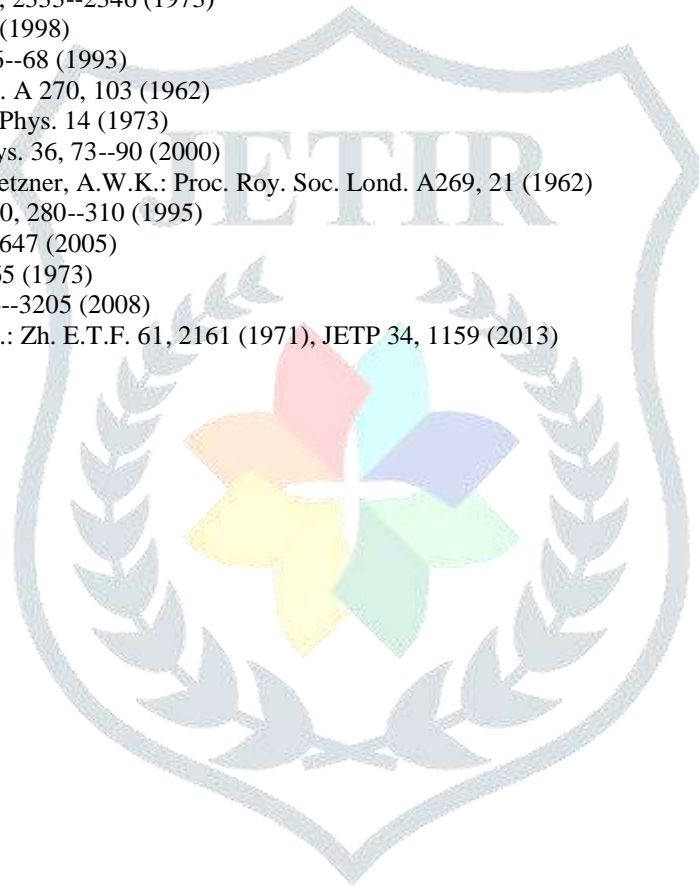 , 2333--2346 (1973)
(1998)
--68 (1993)
. A 270, 103 (1962)
Phys. 14 (1973)
ys. 36, 73--90 (2000)
etzner, A.W.K.: Proc. Roy. Soc. Lond. A269, 21 (1962)
0, 280--310 (1995)
647 (2005)
55 (1973)
--3205 (2008)
.: Zh. E.T.F. 61, 2161 (1971), JETP 34, 1159 (2013)
JETIR